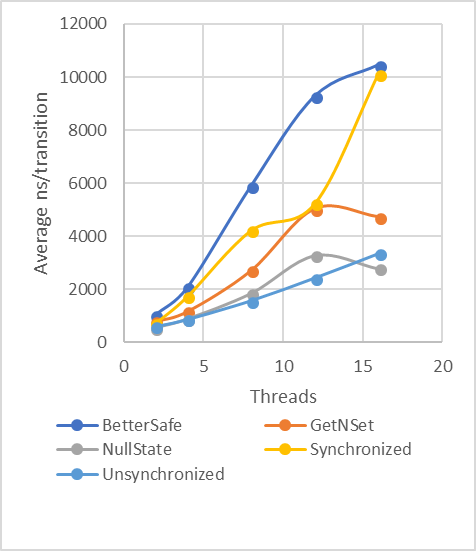 12000
10000
8000
6000
4000
2000
0
Average ns/transition
0 5 10 15 20
Threads
BetterSafe GetNSet
NullState Synchronized
Unsynchronized